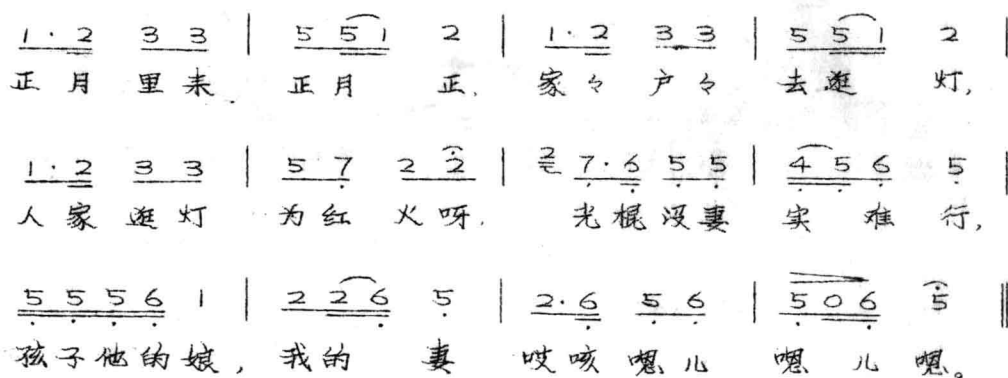 1·2 3 3 | 5 5 1 2 | 1·2 3 3 | 5 5 1 2 |
正月里来. 正月正, 家々户々去逛灯,
1·2 3 3 | 5 7 2 2 | 2 7·6 5 5 | 4 5 6 5
人家逛灯 为红火呀. 光棍没妻实难行,
5 5 5 6 1 | 2 2 6 5 | 2·6 5 6 | 5 0 6 5
孩子他的娘, 我的妻 哎咳嗯儿 嗯儿嗯。